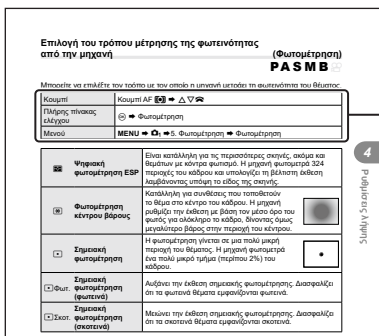 Επιλογή του τρόπου μέτρησης της φωτεινότητας
από την μηχανή (Φωτομέτρηση)
PASMB
Μπορείτε να επιλέξετε τον τρόπο με τον οποίο η μηχανή μετράει τη φωτεινότητα του θέματος.
Κουμπί Κουμπί AF [⁝⁝] ➡ △ ▽
Πλήρης πίνακας
ελέγχου
OK ➡ Φωτομέτρηση
Μενού MENU ➡ 1 ➡ 5. Φωτομέτρηση ➡ Φωτομέτρηση
Ψηφιακή
φωτομέτρηση ESP
Είναι κατάλληλη για τις περισσότερες σκηνές, ακόμα και
θεμάτων με κόντρα φωτισμό. Η μηχανή φωτομετρά 324
περιοχές του κάδρου και υπολογίζει τη βέλτιστη έκθεση
λαμβάνοντας υπόψη το είδος της σκηνής.
Φωτομέτρηση
κέντρου βάρους
Κατάλληλη για συνθέσεις που τοποθετούν
το θέμα στο κέντρο του κάδρου. Η μηχανή
ρυθμίζει την έκθεση με βάση τον μέσο όρο του
φωτός για ολόκληρο το κάδρο, δίνοντας όμως
μεγαλύτερο βάρος στην περιοχή του κέντρου.
Σημειακή
φωτομέτρηση
Η φωτομέτρηση γίνεται σε μια πολύ μικρή
περιοχή του θέματος. Η μηχανή φωτομετρά
ένα πολύ μικρό τμήμα (περίπου 2%) του
κάδρου.
Φωτ.
Σημειακή
φωτομέτρηση
(φωτεινά)
Αυξάνει την έκθεση σημειακής φωτομέτρησης. Διασφαλίζει
ότι τα φωτεινά θέματα εμφανίζονται φωτεινά.
Σκοτ.
Σημειακή
φωτομέτρηση
(σκοτεινά)
Μειώνει την έκθεση σημειακής φωτομέτρησης. Διασφαλίζει
ότι τα σκοτεινά θέματα εμφανίζονται σκοτεινά.
4
Ρυθμίσεις λήψης